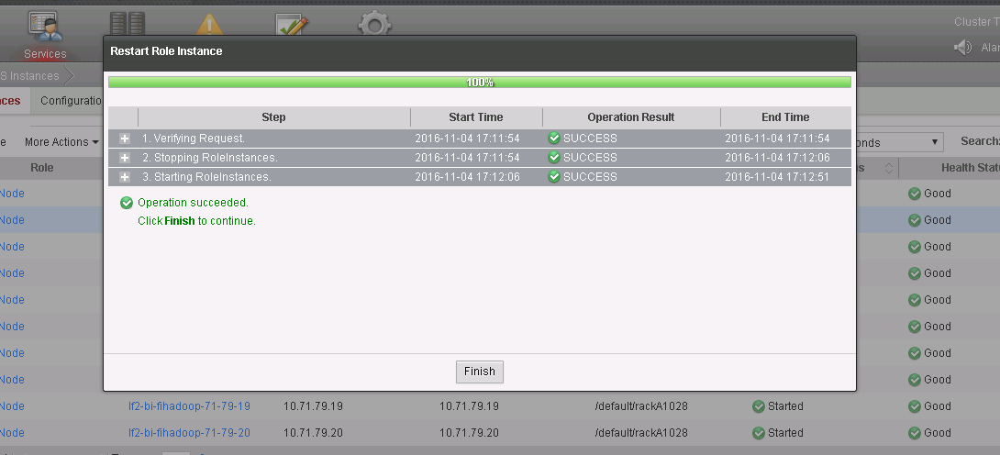 Cluster T
Services
Alar
Restart Role Instance
S Instances
100%
nces
Configuratio
Step
Start Time
Operation Result
End Time
1. Verifying Request.
2016-11-04 17:11:54
SUCCESS
2016-11-04 17:11:54
e
More Actions
onds
Search:
2. Stopping RoleInstances.
2016-11-04 17:11:54
SUCCESS
2016-11-04 17:12:06
Role
s
Health Statu
3. Starting RoleInstances.
2016-11-04 17:12:06
SUCCESS
2016-11-04 17:12:51
Node
Operation succeeded.
Good
Node
Click Finish to continue.
Good
Node
Good
Node
Good
Node
Good
Node
Good
Node
Good
Finish
Node
Good
Node
lf2-bi-fihadoop-71-79-19
10.71.79.19
10.71.79.19
/default/rackA1028
Started
Good
Node
lf2-bi-fihadoop-71-79-20
10.71.79.20
10.71.79.20
/default/rackA1028
Started
Good